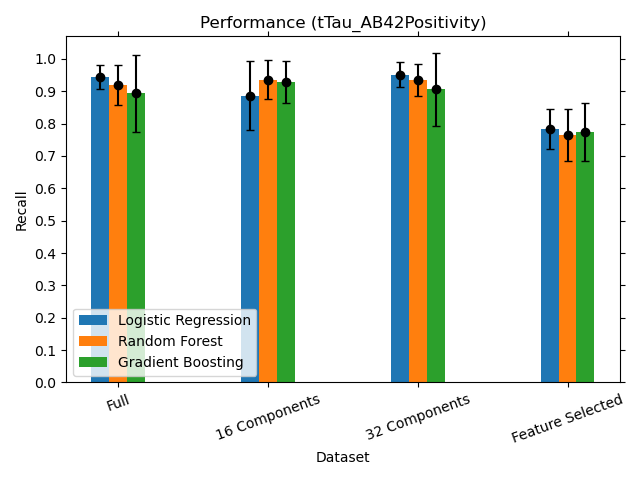 Performance (tTau_AB42Positivity)
1.0
0.9
0.8
0.7
0.6
0.5
0.4
0.3
0.2
0.1
0.0
Recall
Logistic Regression
Random Forest
Gradient Boosting
Full
16 Components
32 Components
Feature Selected
Dataset